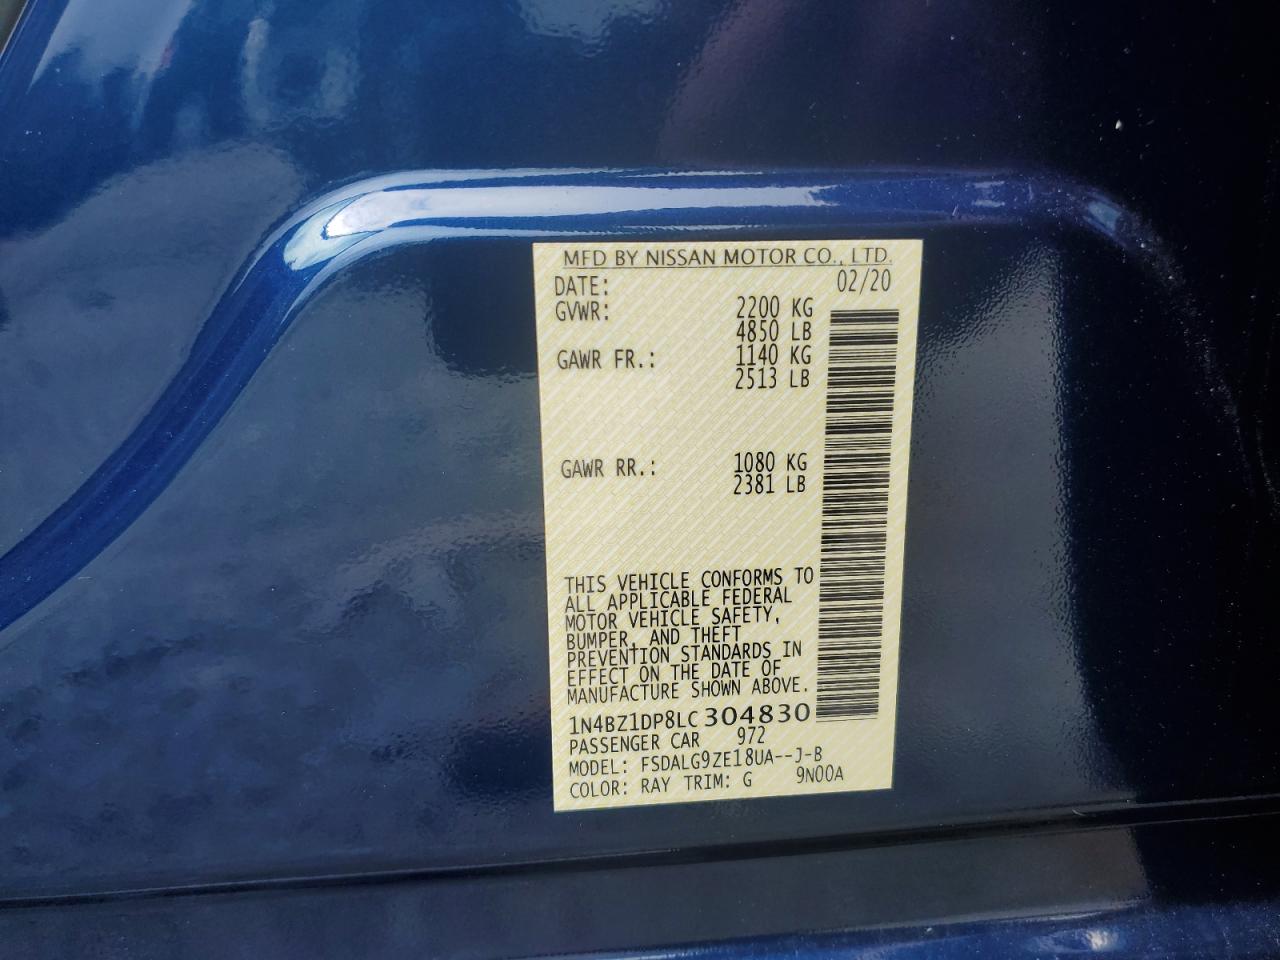 MFD BY NISSAN MOTOR CO., LTD.
DATE: 02/20
GVWR: 2200 KG
4850 LB
GAWR FR.: 1140 KG
2513 LB
GAWR RR.: 1080 KG
2381 LB
THIS VEHICLE CONFORMS TO
ALL APPLICABLE FEDERAL
MOTOR VEHICLE SAFETY,
BUMPER, AND THEFT
PREVENTION STANDARDS IN
EFFECT ON THE DATE OF
MANUFACTURE SHOWN ABOVE.
1N4BZ1DP8LC304830
PASSENGER CAR 972
MODEL: FSDALG9ZE18UA--J-B
COLOR: RAY TRIM: G 9N00A